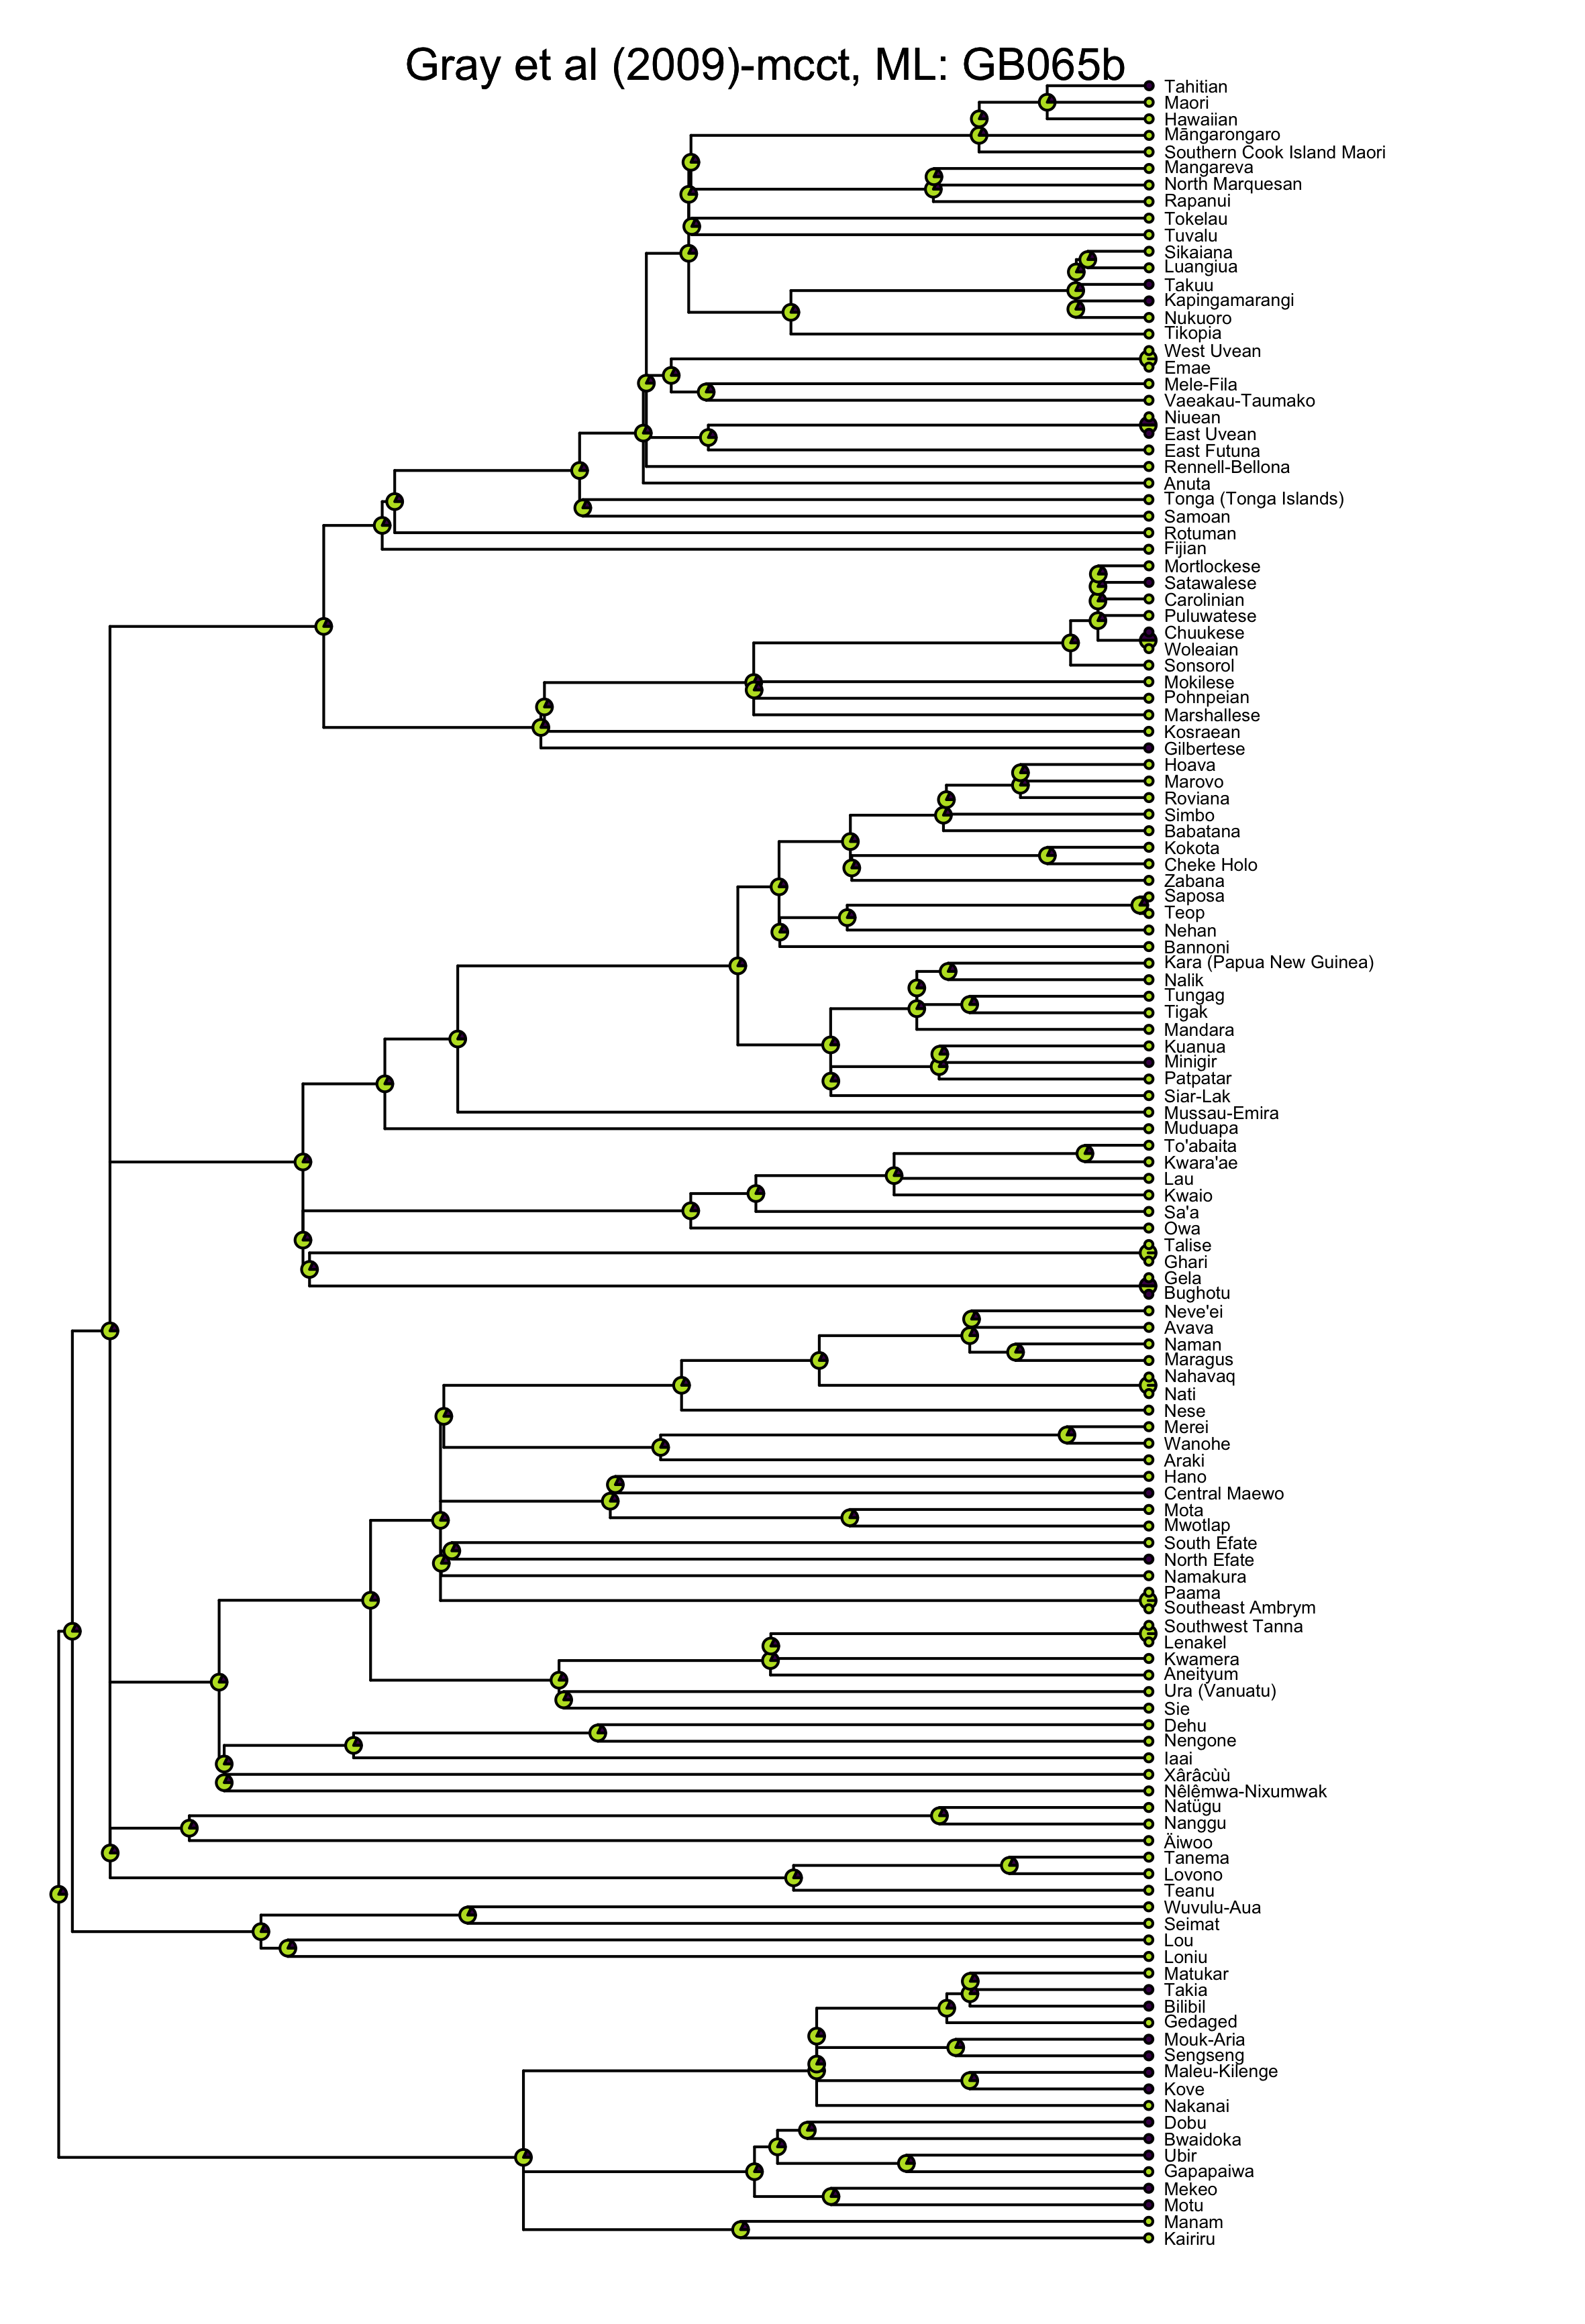 Gray et al (2009)-mcct, ML: GB065b
Tahitian
Maori
Hawaiian
Māngarongaro
Southern Cook Island Maori
Mangareva
North Marquesan
Rapanui
Tokelau
Tuvalu
Sikaiana
Luangiua
Takuu
Kapingamarangi
Nukuoro
Tikopia
West Uvean
Emae
Mele-Fila
Vaeakau-Taumako
Niuean
East Uvean
East Futuna
Rennell-Bellona
Anuta
Tonga (Tonga Islands)
Samoan
Rotuman
Fijian
Mortlockese
Satawalese
Carolinian
Puluwatese
Chuukese
Woleaian
Sonsorol
Mokilese
Pohnpeian
Marshallese
Kosraean
Gilbertese
Hoava
Marovo
Roviana
Simbo
Babatana
Kokota
Cheke Holo
Zabana
Saposa
Teop
Nehan
Bannoni
Kara (Papua New Guinea)
Nalik
Tungag
Tigak
Mandara
Kuanua
Minigir
Patpatar
Siar-Lak
Mussau-Emira
Muduapa
To'abaita
Kwara'ae
Lau
Kwaio
Sa'a
Owa
Talise
Ghari
Gela
Bughotu
Neve'ei
Avava
Naman
Maragus
Nahavaq
Nati
Nese
Merei
Wanohe
Araki
Hano
Central Maewo
Mota
Mwotlap
South Efate
North Efate
Namakura
Paama
Southeast Ambrym
Southwest Tanna
Lenakel
Kwamera
Aneityum
Ura (Vanuatu)
Sie
Dehu
Nengone
Iaai
Xârâcùù
Nêlêmwa-Nixumwak
Natügu
Nanggu
Äiwoo
Tanema
Lovono
Teanu
Wuvulu-Aua
Seimat
Lou
Loniu
Matukar
Takia
Bilibil
Gedaged
Mouk-Aria
Sengseng
Maleu-Kilenge
Kove
Nakanai
Dobu
Bwaidoka
Ubir
Gapapaiwa
Mekeo
Motu
Manam
Kairiru